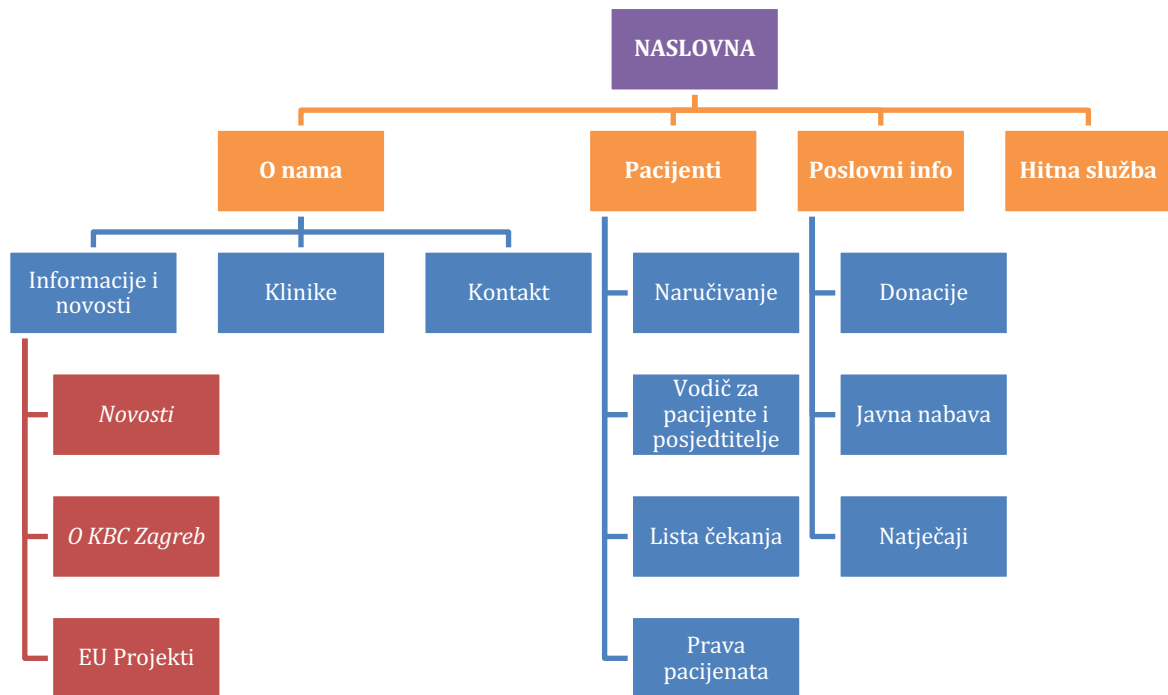 NASLOVNA
O nama
Pacijenti
Poslovni info
Hitna služba
Informacije i
novosti
Klinike
Kontakt
Naručivanje
Donacije
Novosti
Vodič za
pacijente i
posjedtitelje
Javna nabava
O KBC Zagreb
Lista čekanja
Natječaji
EU Projekti
Prava
pacijenata